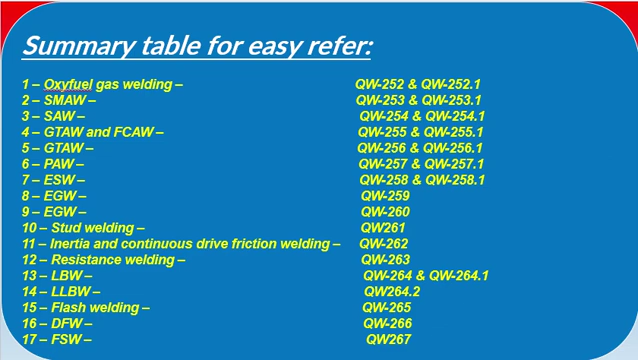 Summary table for easy refer:
1 – Oxyfuel gas welding – QW-252 & QW-252.1
2 – SMAW – QW-253 & QW-253.1
3 – SAW – QW-254 & QW-254.1
4 – GTAW and FCAW – QW-255 & QW-255.1
5 – GTAW – QW-256 & QW-256.1
6 – PAW – QW-257 & QW-257.1
7 – ESW – QW-258 & QW-258.1
8 – EGW – QW-259
9 – EGW – QW-260
10 – Stud welding – QW261
11 – Inertia and continuous drive friction welding – QW-262
12 – Resistance welding – QW-263
13 – LBW – QW-264 & QW-264.1
14 – LLBW – QW264.2
15 – Flash welding – QW-265
16 – DFW – QW-266
17 – FSW – QW267